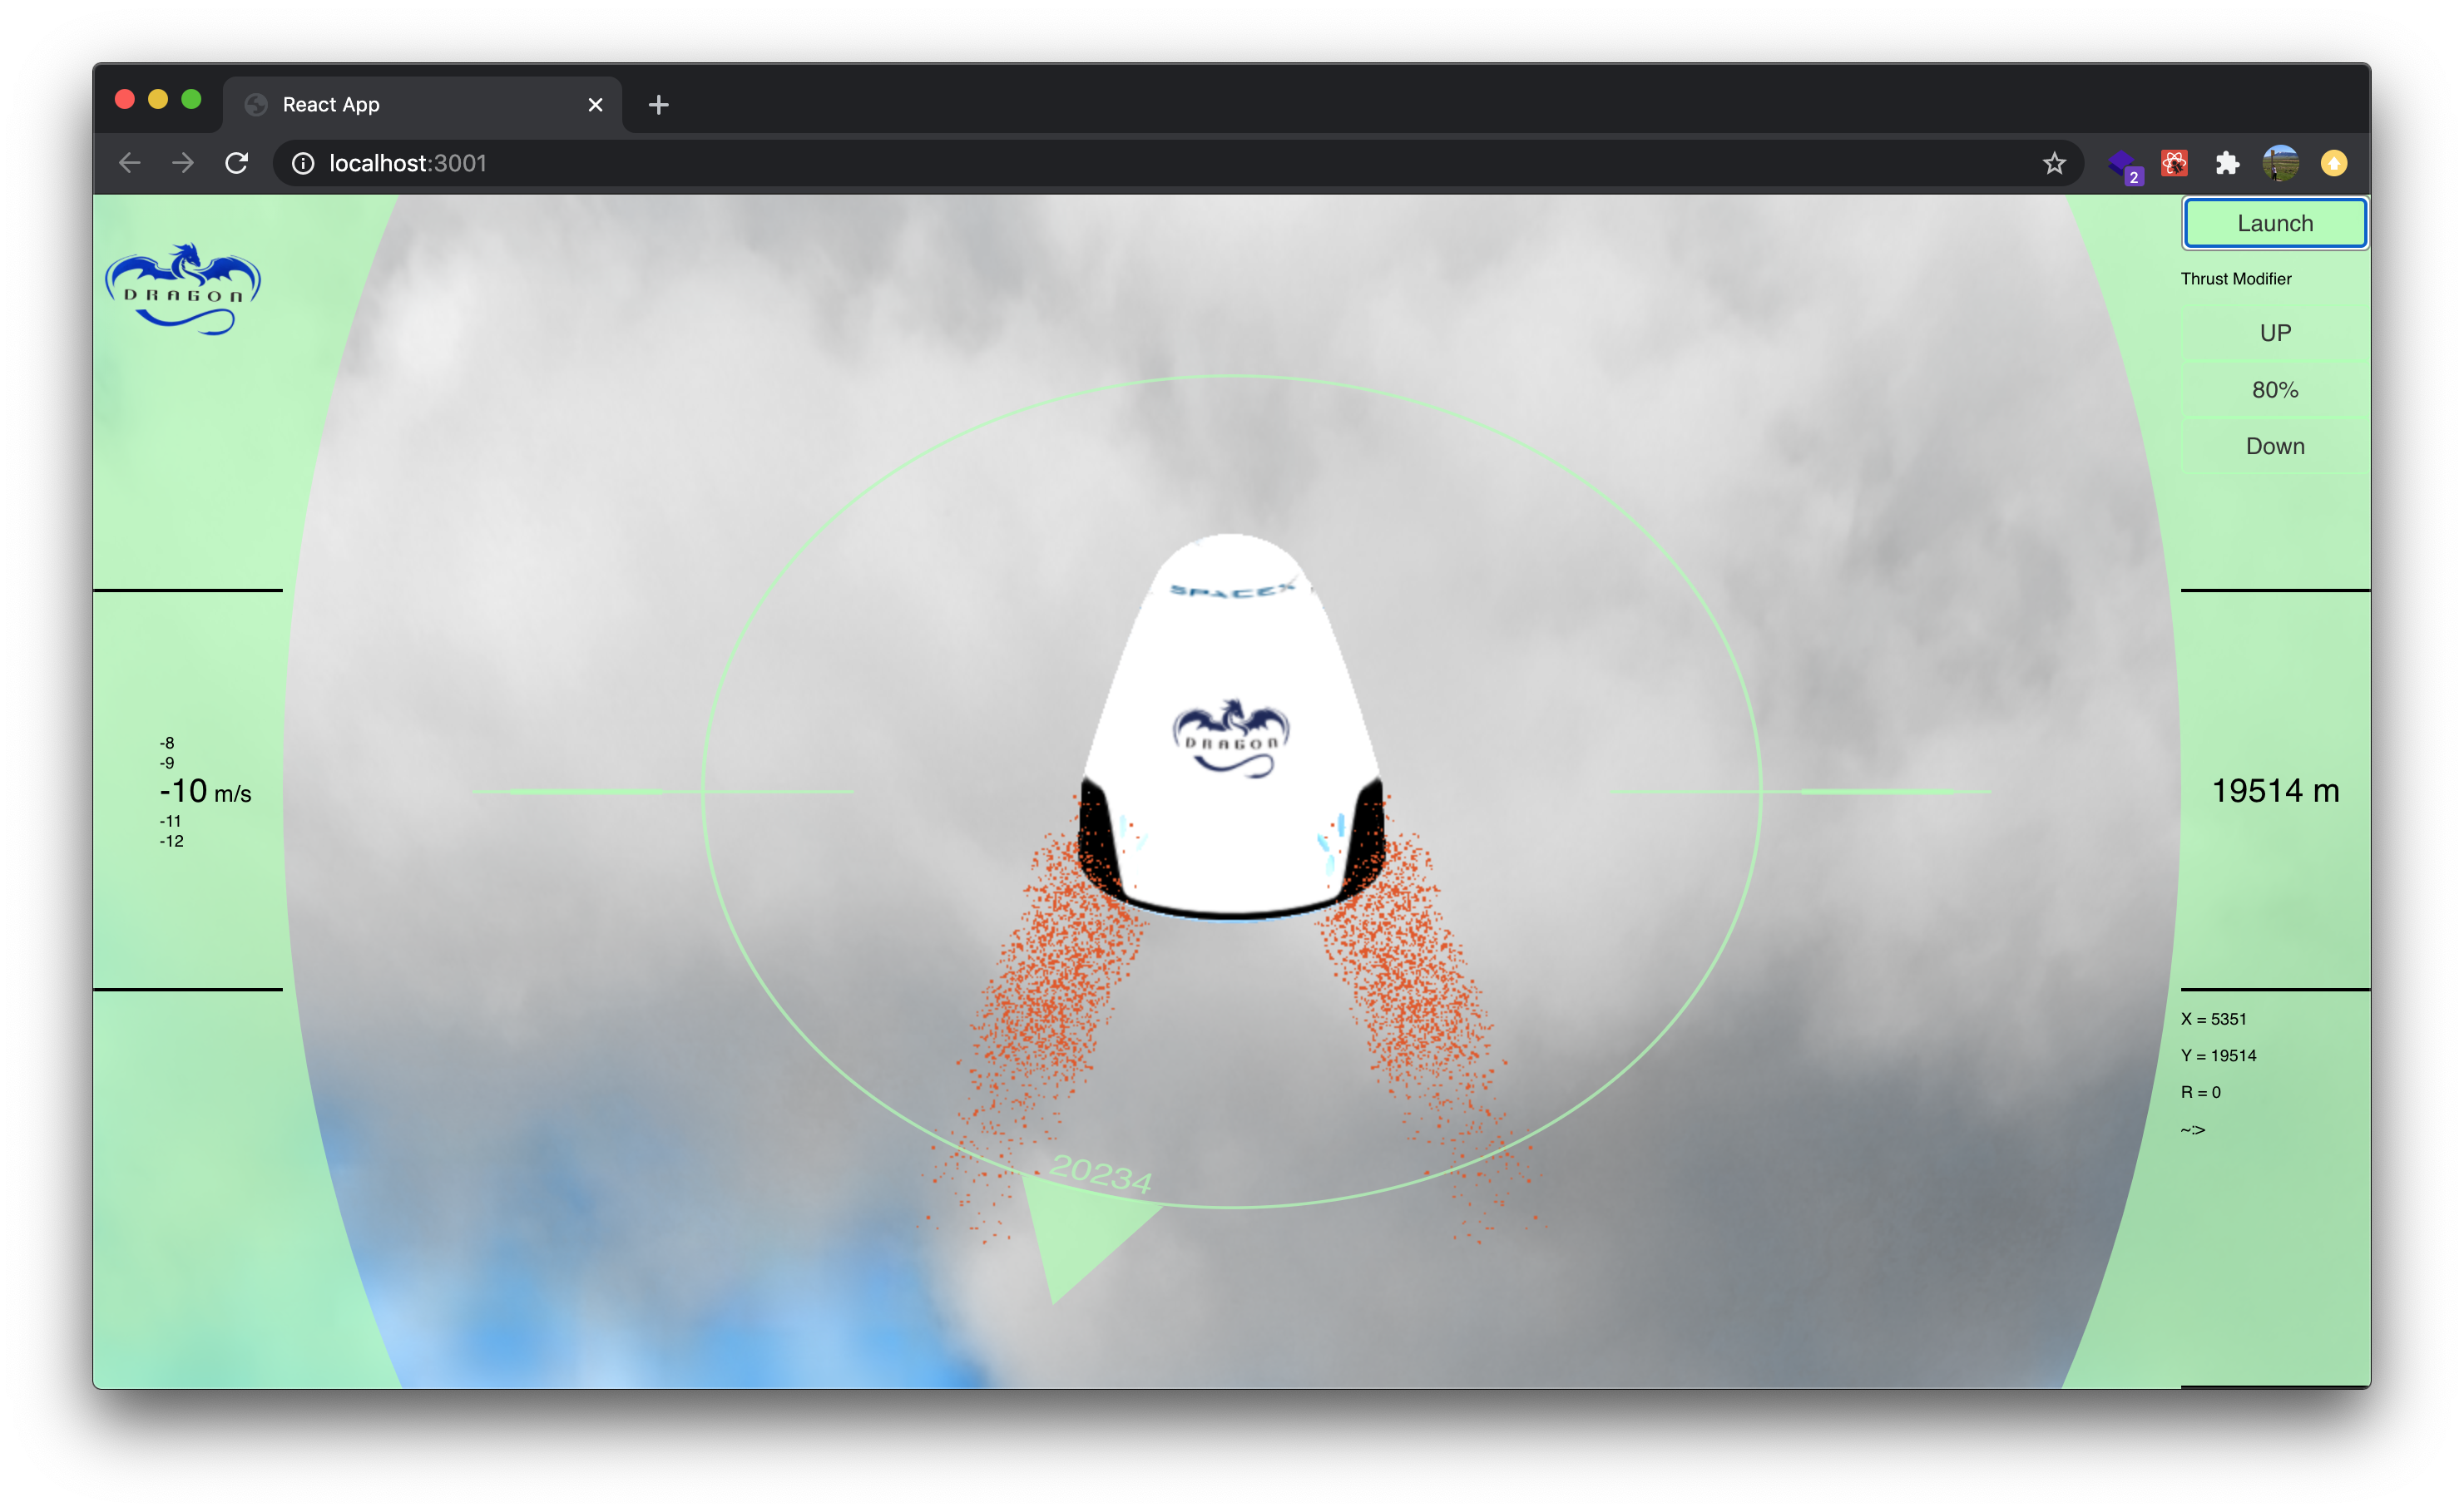 React App
localhost:3001
2
DRAGON
Launch
Thrust Modifier
UP
80%
Down
SPACEX
DRAGON
-8
-9
-10 m/s
-11
-12
19514 m
X = 5351
Y = 19514
R = 0
~:>
20234